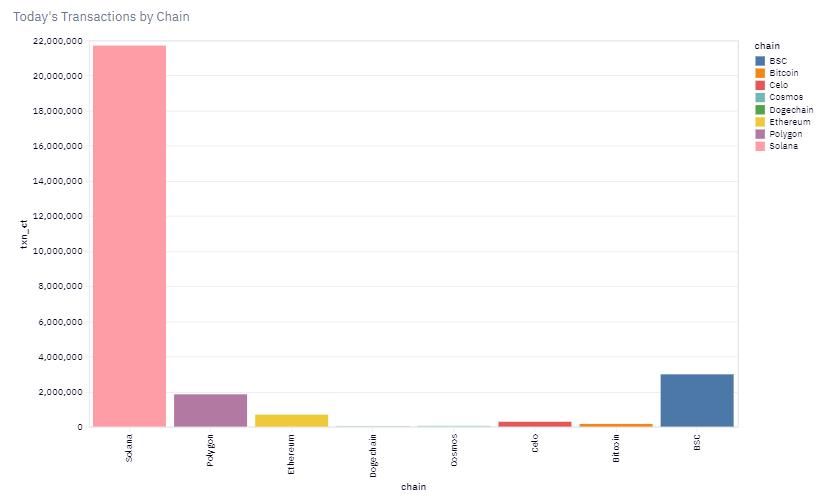 Today's Transactions by Chain
22,000,000
20,000,000
18,000,000
16,000,000
14,000,000
12,000,000
10,000,000
8,000,000
6,000,000
4,000,000
2,000,000
0
txn_ct
Solana
Polygon
Ethereum
Dogechain
Cosmos
Celo
Bitcoin
BSC
chain
chain
BSC
Bitcoin
Celo
Cosmos
Dogechain
Ethereum
Polygon
Solana